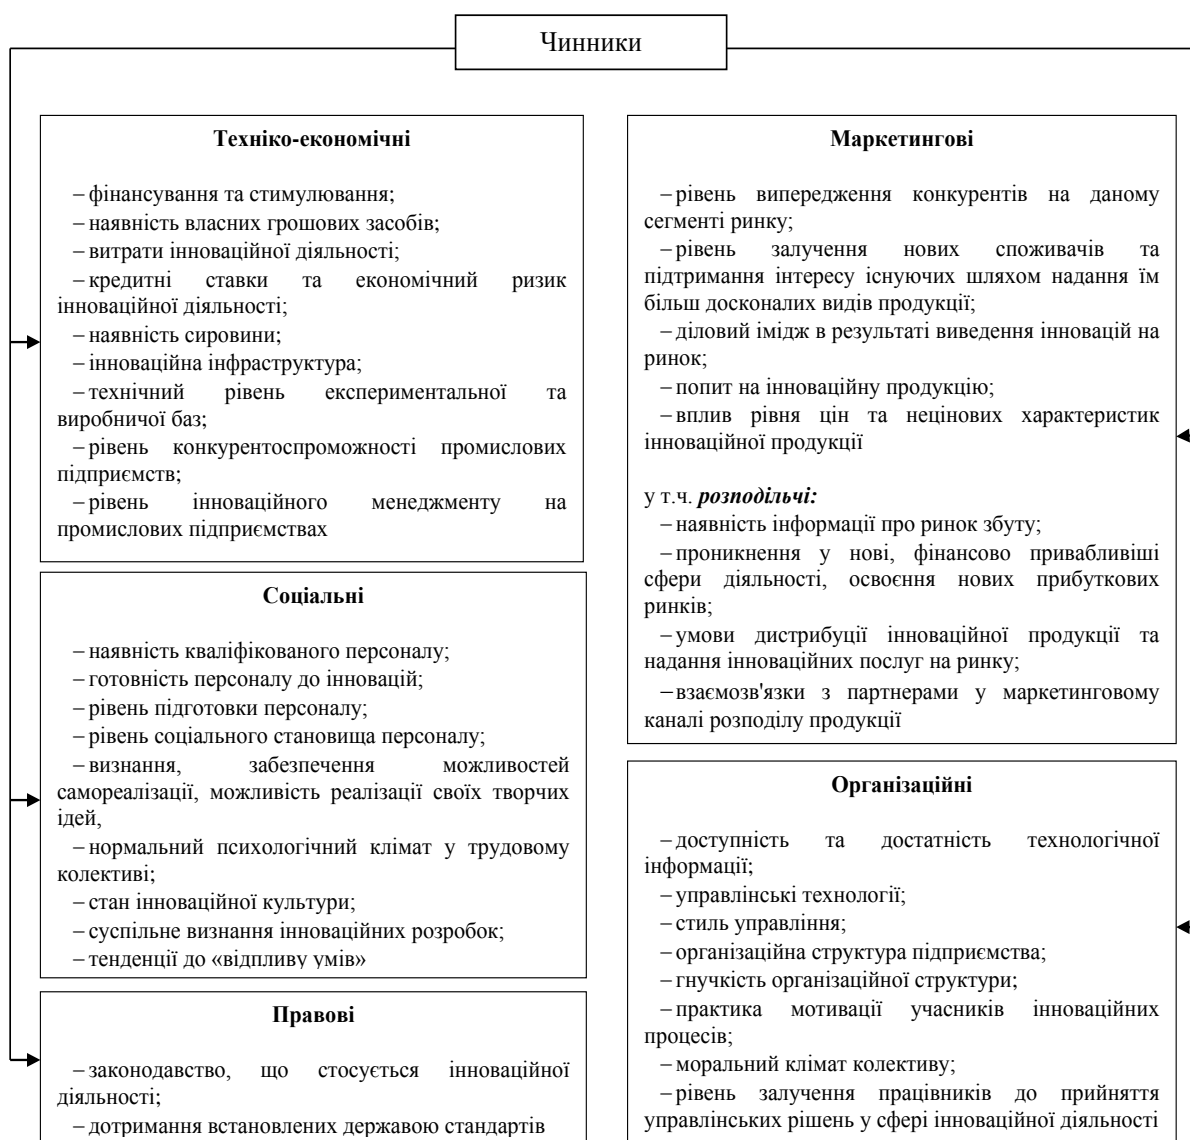 Чинники
Техніко-економічні
– фінансування та стимулювання;
– наявність власних грошових засобів;
– витрати інноваційної діяльності;
– кредитні ставки та економічний ризик
інноваційної діяльності;
– наявність сировини;
– інноваційна інфраструктура;
– технічний рівень експериментальної та
виробничої баз;
– рівень конкурентоспроможності промислових
підприємств;
– рівень інноваційного менеджменту на
промислових підприємствах
Соціальні
– наявність кваліфікованого персоналу;
– готовність персоналу до інновацій;
– рівень підготовки персоналу;
– рівень соціального становища персоналу;
– визнання, забезпечення можливостей
самореалізації, можливість реалізації своїх творчих
ідей,
– нормальний психологічний клімат у трудовому
колективі;
– стан інноваційної культури;
– суспільне визнання інноваційних розробок;
– тенденції до «відпливу умів»
Правові
– законодавство, що стосується інноваційної
діяльності;
– дотримання встановлених державою стандартів
Маркетингові
– рівень випередження конкурентів на даному
сегменті ринку;
– рівень залучення нових споживачів та
підтримання інтересу існуючих шляхом надання їм
більш досконалих видів продукції;
– діловий імідж в результаті виведення інновацій на
ринок;
– попит на інноваційну продукцію;
– вплив рівня цін та нецінових характеристик
інноваційної продукції
у т.ч. розподільчі:
– наявність інформації про ринок збуту;
– проникнення у нові, фінансово привабливіші
сфери діяльності, освоєння нових прибуткових
ринків;
– умови дистрибуції інноваційної продукції та
надання інноваційних послуг на ринку;
– взаємозв'язки з партнерами у маркетинговому
каналі розподілу продукції
Організаційні
– доступність та достатність технологічної
інформації;
– управлінські технології;
– стиль управління;
– організаційна структура підприємства;
– гнучкість організаційної структури;
– практика мотивації учасників інноваційних
процесів;
– моральний клімат колективу;
– рівень залучення працівників до прийняття
управлінських рішень у сфері інноваційної діяльності